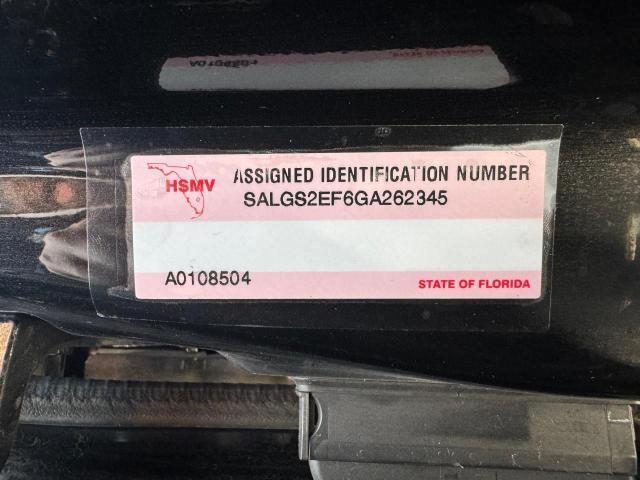 HSMV
ASSIGNED IDENTIFICATION NUMBER
SALGS2EF6GA262345
A0108504
STATE OF FLORIDA